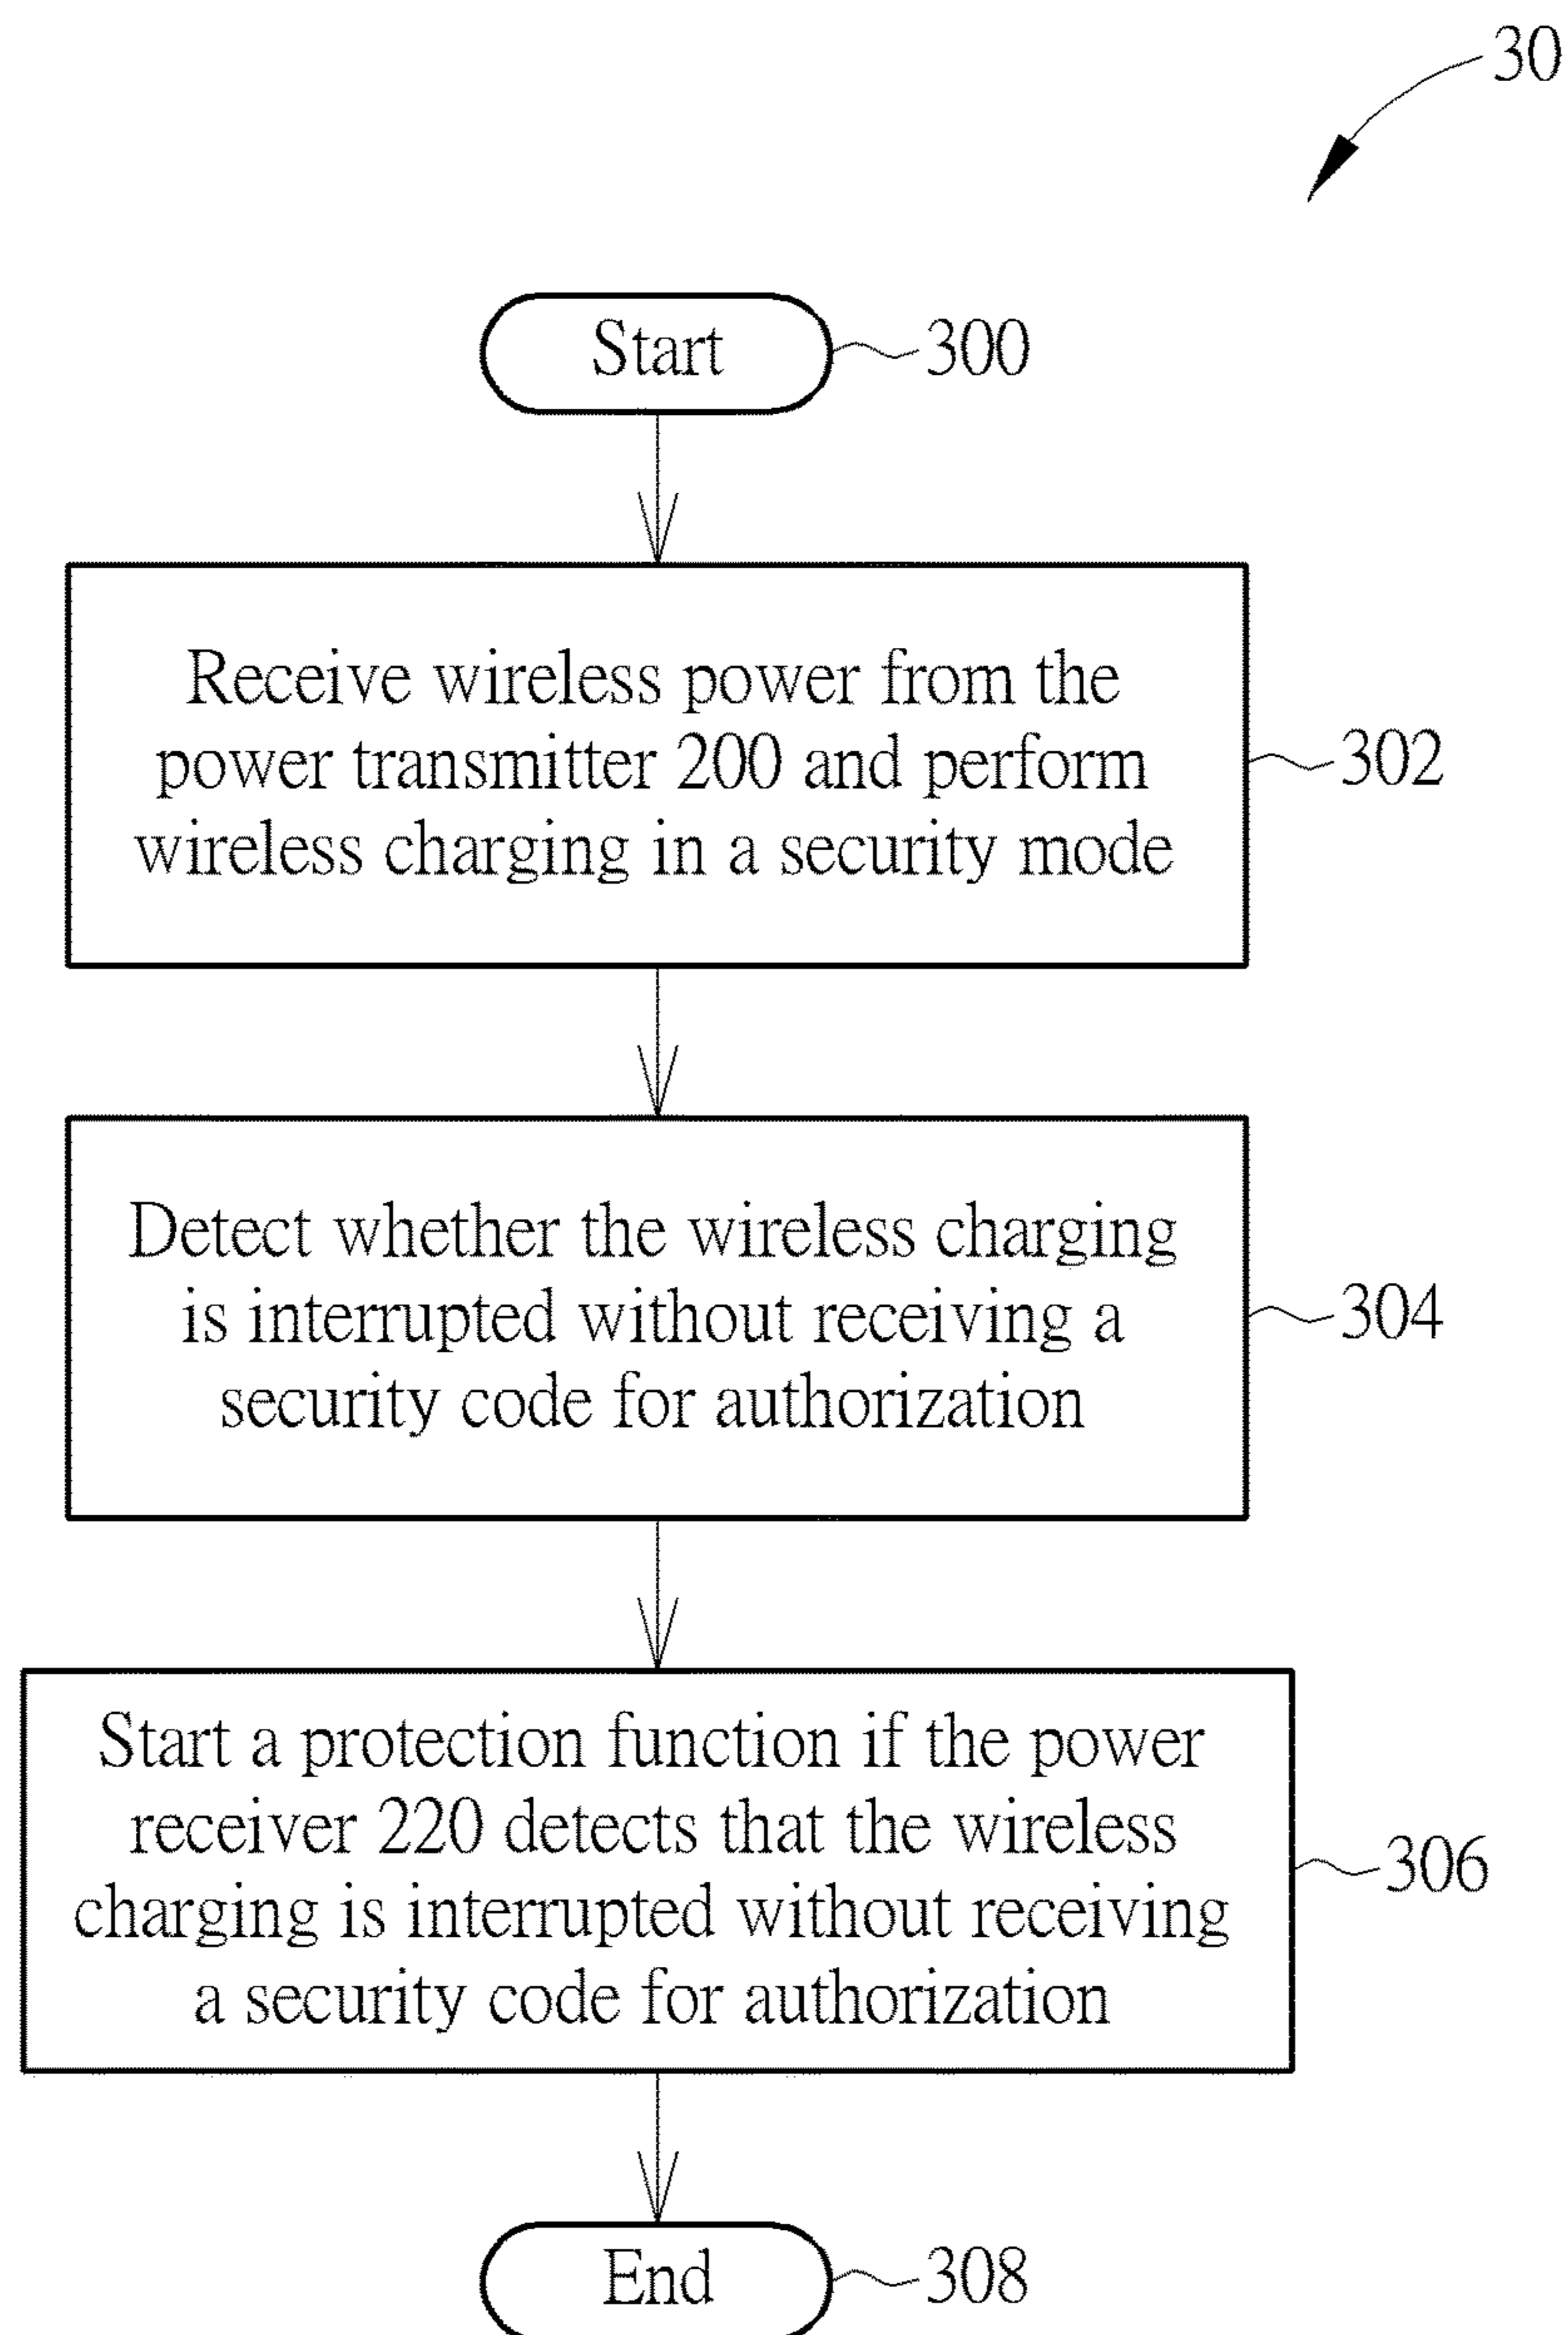 30
Start
300
Receive wireless power from the
power transmitter 200 and perform
wireless charging in a security mode
302
Detect whether the wireless charging
is interrupted without receiving a
security code for authorization
304
Start a protection function if the power
receiver 220 detects that the wireless
charging is interrupted without receiving
a security code for authorization
306
End
308